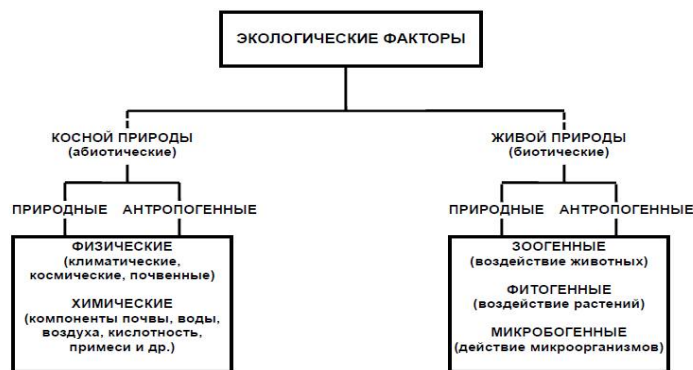 ЭКОЛОГИЧЕСКИЕ ФАКТОРЫ
КОСНОЙ ПРИРОДЫ
(абиотические)
ЖИВОЙ ПРИРОДЫ
(биотические)
ПРИРОДНЫЕ АНТРОПОГЕННЫЕ
ПРИРОДНЫЕ АНТРОПОГЕННЫЕ
ФИЗИЧЕСКИЕ
(климатические,
космические, почвенные)
ХИМИЧЕСКИЕ
(компоненты почвы, воды,
воздуха, кислотность,
примеси и др.)
ЗООГЕННЫЕ
(воздействие животных)
ФИТОГЕННЫЕ
(воздействие растений)
МИКРОБОГЕННЫЕ
(действие микроорганизмов)